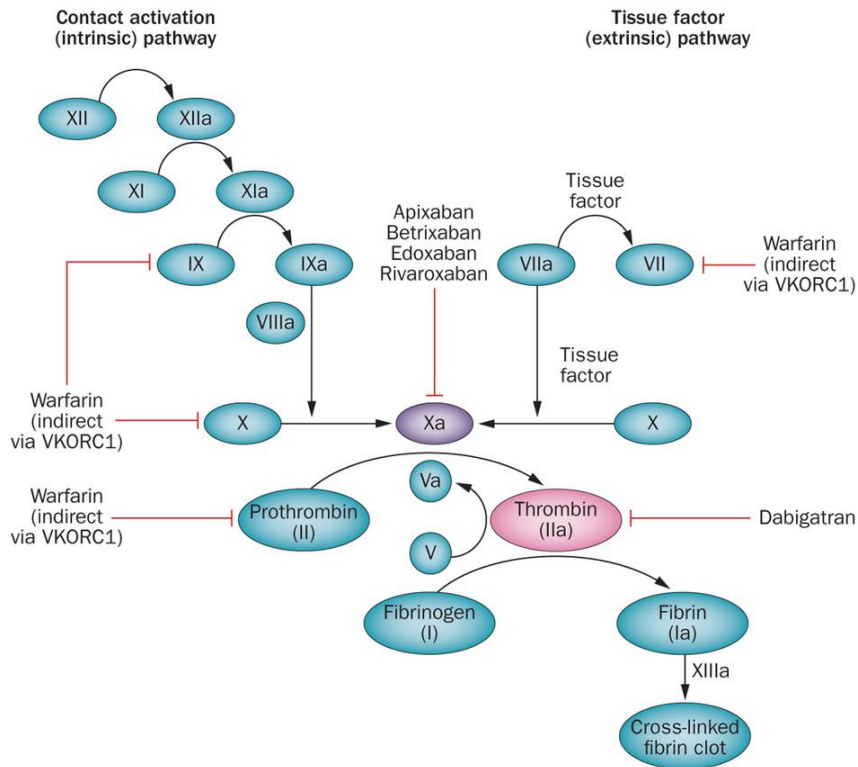 Contact activation
(intrinsic) pathway
Tissue factor
(extrinsic) pathway
XII
XIIa
XI
XIa
IX
IXa
VIIIa
Apixaban
Betrixaban
Edoxaban
Rivaroxaban
Tissue
factor
VIIa
VII
Warfarin
(indirect
via VKORC1)
Tissue
factor
Warfarin
(indirect
via VKORC1)
X
Xa
X
Warfarin
(indirect
via VKORC1)
Prothrombin
(II)
Va
V
Thrombin
(IIa)
Dabigatran
Fibrinogen
(I)
Fibrin
(Ia)
XIIIa
Cross-linked
fibrin clot